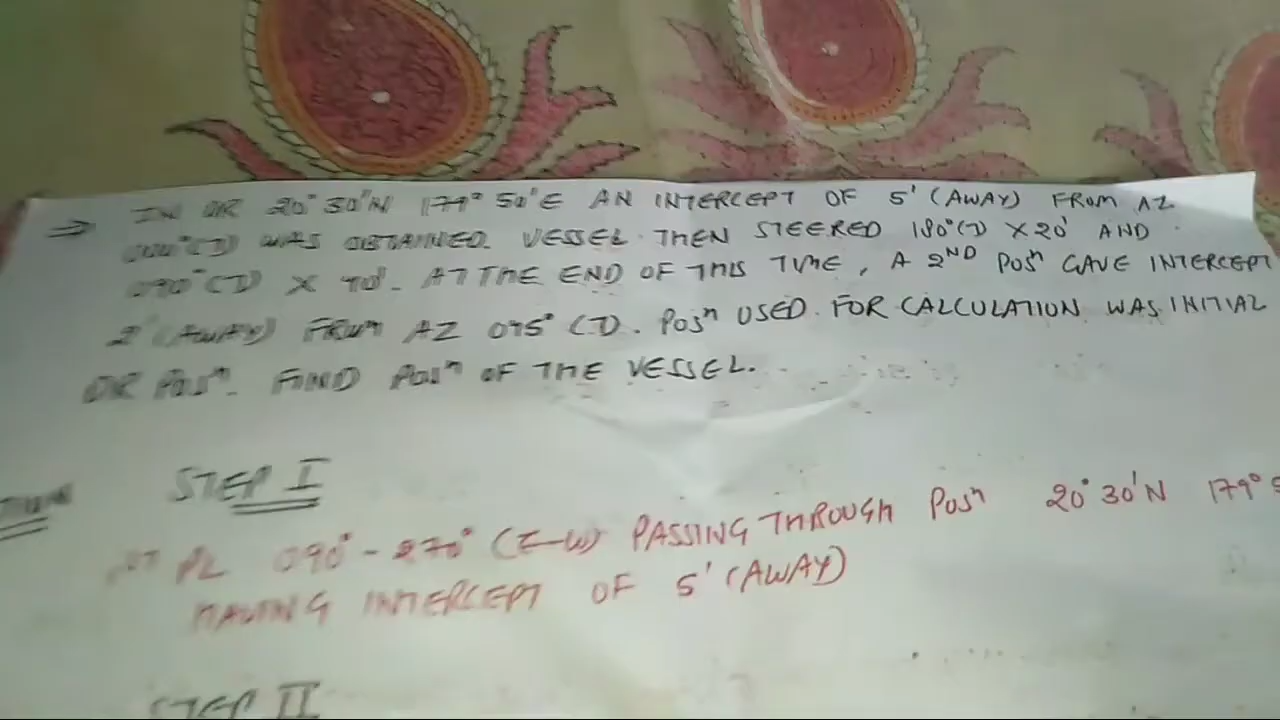 ⇒ IN DR 20° 30' N 179° 50' E AN INTERCEPT OF 5' (AWAY) FROM AZ
000° (T) WAS OBTAINED. VESSEL THEN STEERED 180° (T) X 20' AND
090° (T) X 40'. AT THE END OF THIS TIME, A 2ND POSn GAVE INTERCEPT
2' (AWAY) FROM AZ (T). POSn USED FOR CALCULATION WAS INITIAL
DR POSn. FIND POSn OF THE VESSEL.
STEP I
PL 090° - 270° (E-W) PASSING THROUGH POSn 20° 30' N 179°
HAVING INTERCEPT OF 5' (AWAY)
STEP II